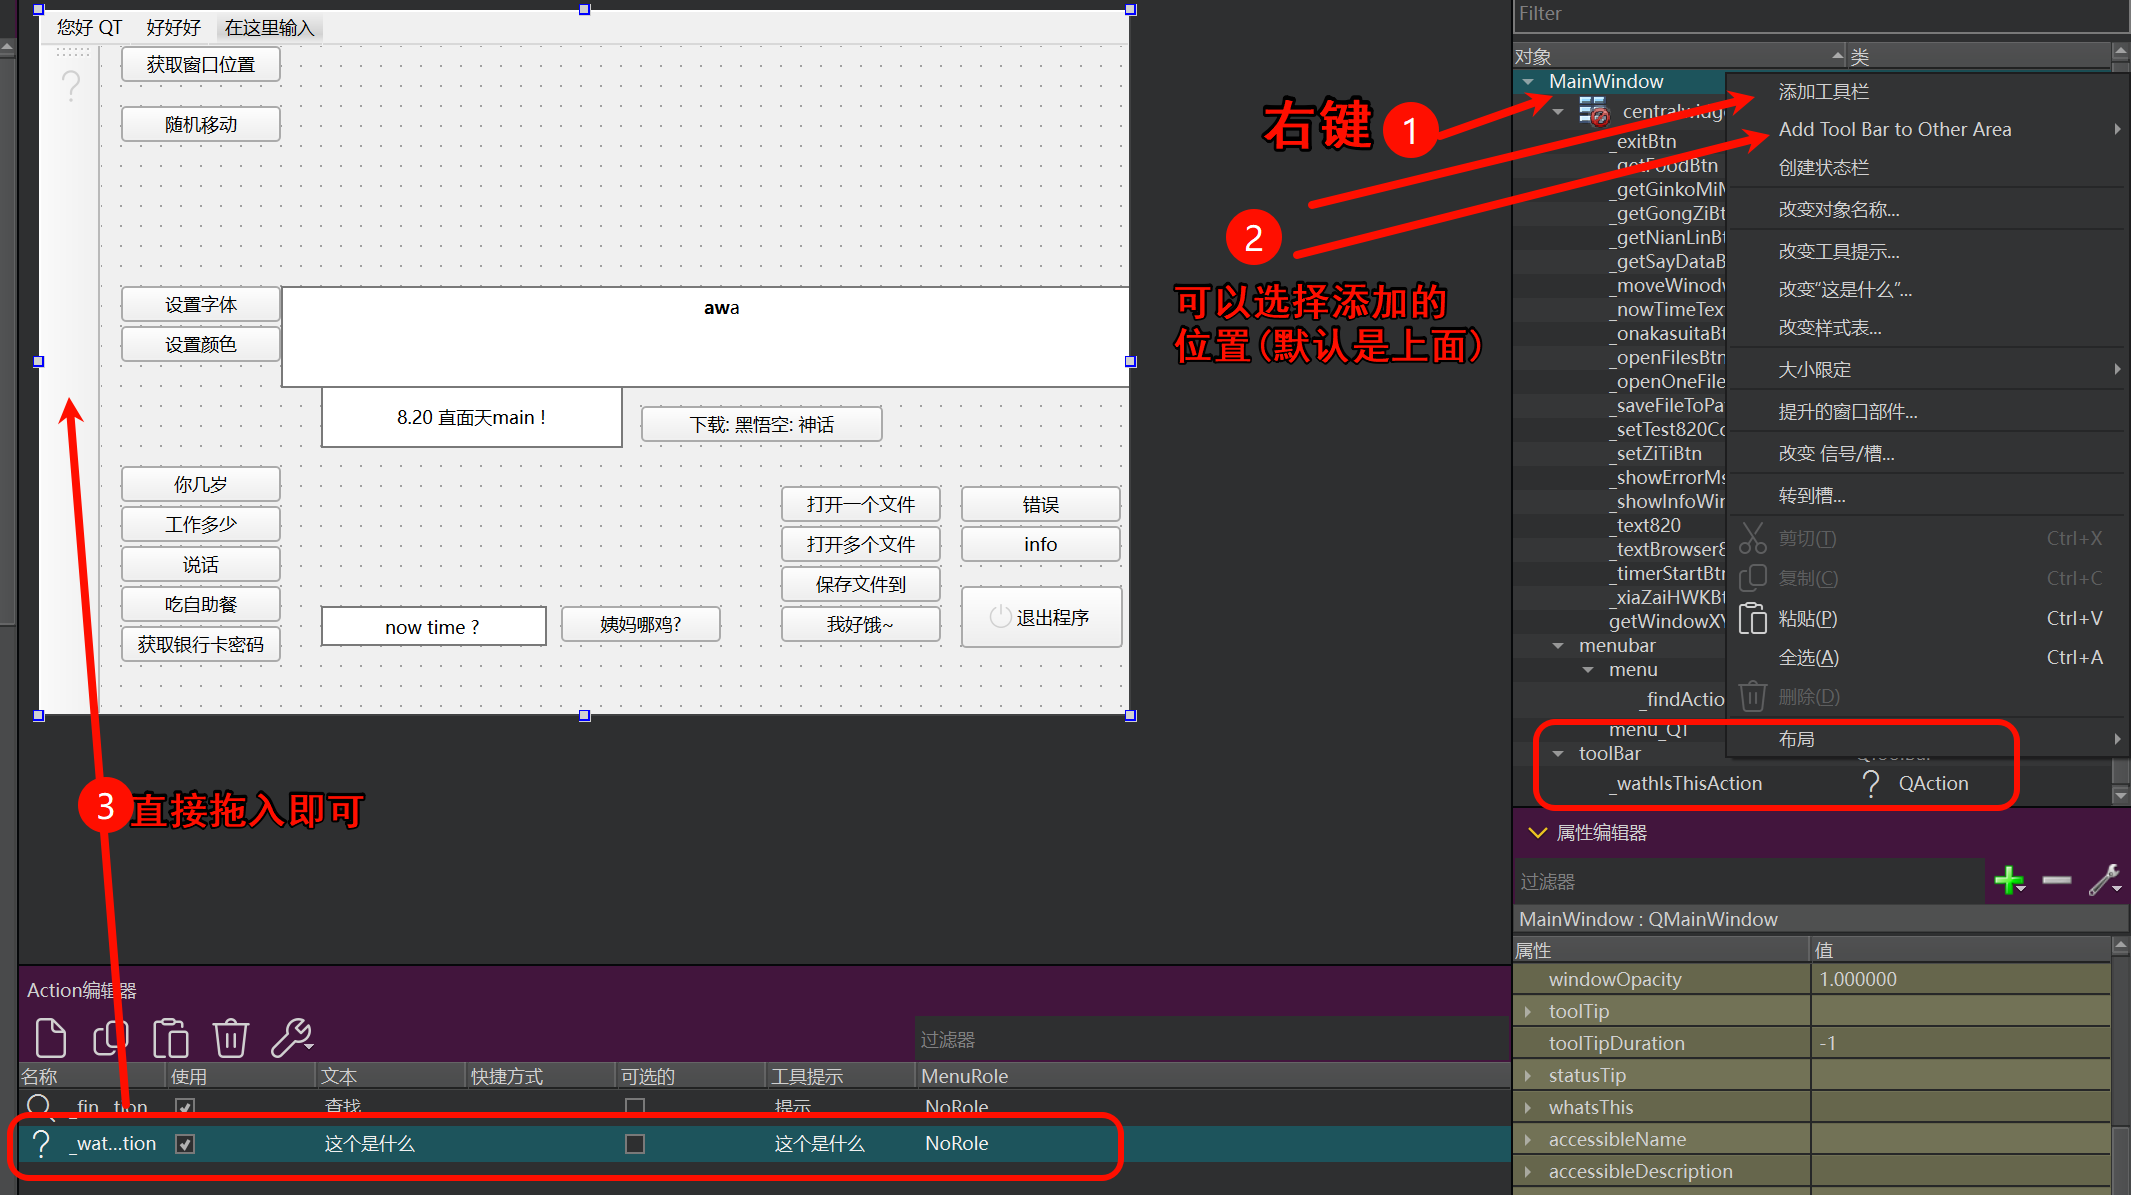 您好 QT 好好好 在这里输入
获取窗口位置
随机移动
设置字体
设置颜色
awa
8.20 直面天main !
下载: 黑悟空: 神话
你几岁
工作多少
说话
吃自助餐
获取银行卡密码
now time ?
姨妈哪鸡?
打开一个文件
打开多个文件
保存文件到
我好饿~
错误
info
退出程序
右键 1
2
可以选择添加的
位置(默认是上面)
3 直接拖入即可
Filter
对象 类
MainWindow
_exitBtn
_getFoodBtn
_getGinkoMiM
_getGongZiBt
_getNianLinBt
_getSayDataB
_moveWinodw
_nowTimeText
_onakasuitaBt
_openFilesBtn
_openOneFile
_saveFileToPa
_setTest820Co
_setZiTiBtn
_showErrorMs
_showInfoWin
_text820
_textBrowser8
_timerStartBtn
_xiaZaiHWKBt
getWindowXY
menubar
menu
_findActio
menu_QT
toolBar QToolBar
_wathIsThisAction QAction
添加工具栏
Add Tool Bar to Other Area
创建状态栏
改变对象名称...
改变工具提示...
改变“这是什么”...
改变样式表...
大小限定
提升的窗口部件...
改变 信号/槽...
转到槽...
剪切(T) Ctrl+X
复制(C) Ctrl+C
粘贴(P) Ctrl+V
全选(A) Ctrl+A
删除(D)
布局
属性编辑器
过滤器
MainWindow : QMainWindow
属性 值
windowOpacity 1.000000
toolTip
toolTipDuration -1
statusTip
whatsThis
accessibleName
accessibleDescription
Action编辑器
过滤器
名称 使用 文本 快捷方式 可选的 工具提示 MenuRole
_fin...tion 查找 提示 NoRole
_wat...tion 这个是什么 这个是什么 NoRole